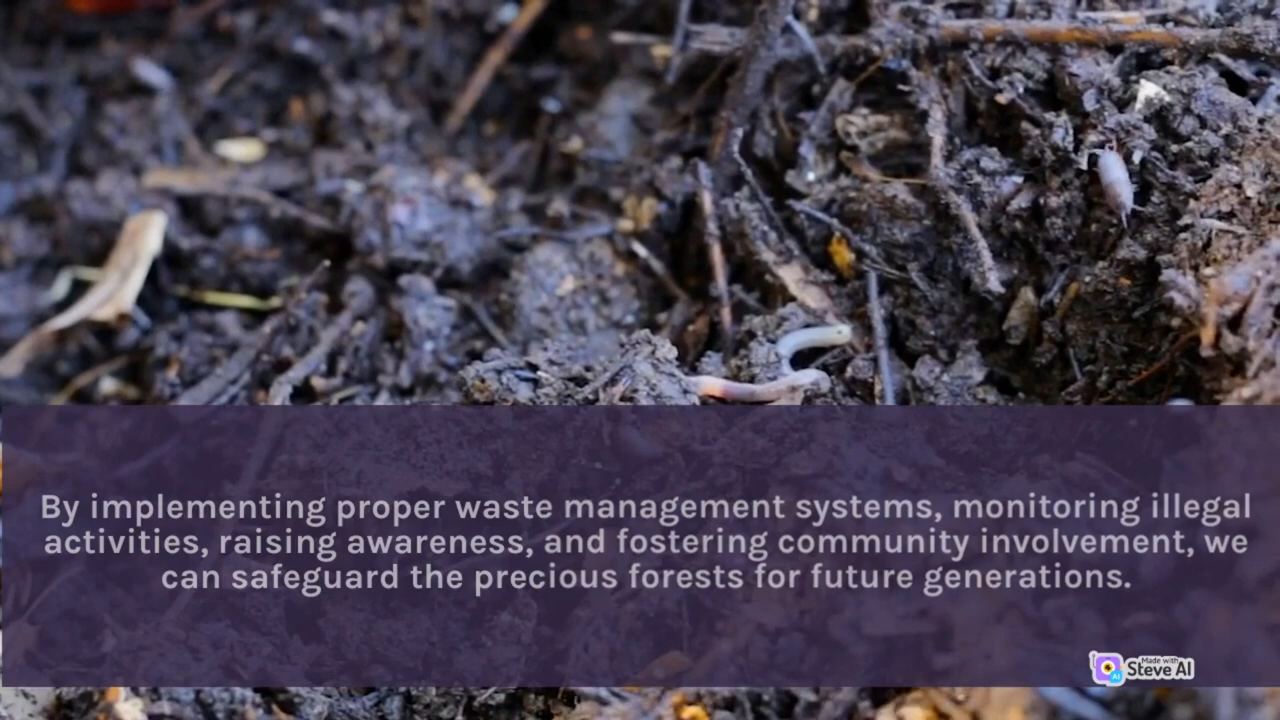 By implementing proper waste management systems, monitoring illegal
activities, raising awareness, and fostering community involvement, we
can safeguard the precious forests for future generations.
Made with
Steve AI
AI